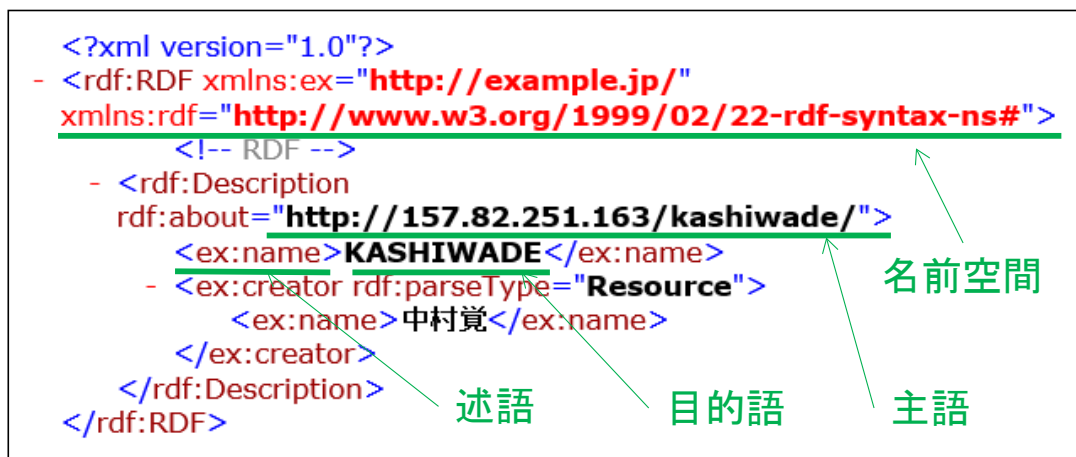 <?xml version="1.0"?>
- <rdf:RDF xmlns:ex="http://example.jp/"
xmlns:rdf="http://www.w3.org/1999/02/22-rdf-syntax-ns#">
<!-- RDF -->
- <rdf:Description
rdf:about="http://157.82.251.163/kashiwade/">
<ex:name>KASHIWADE</ex:name>
名前空間
- <ex:creator rdf:parseType="Resource">
<ex:name>中村覚</ex:name>
</ex:creator>
</rdf:Description>
述語 目的語 主語
</rdf:RDF>